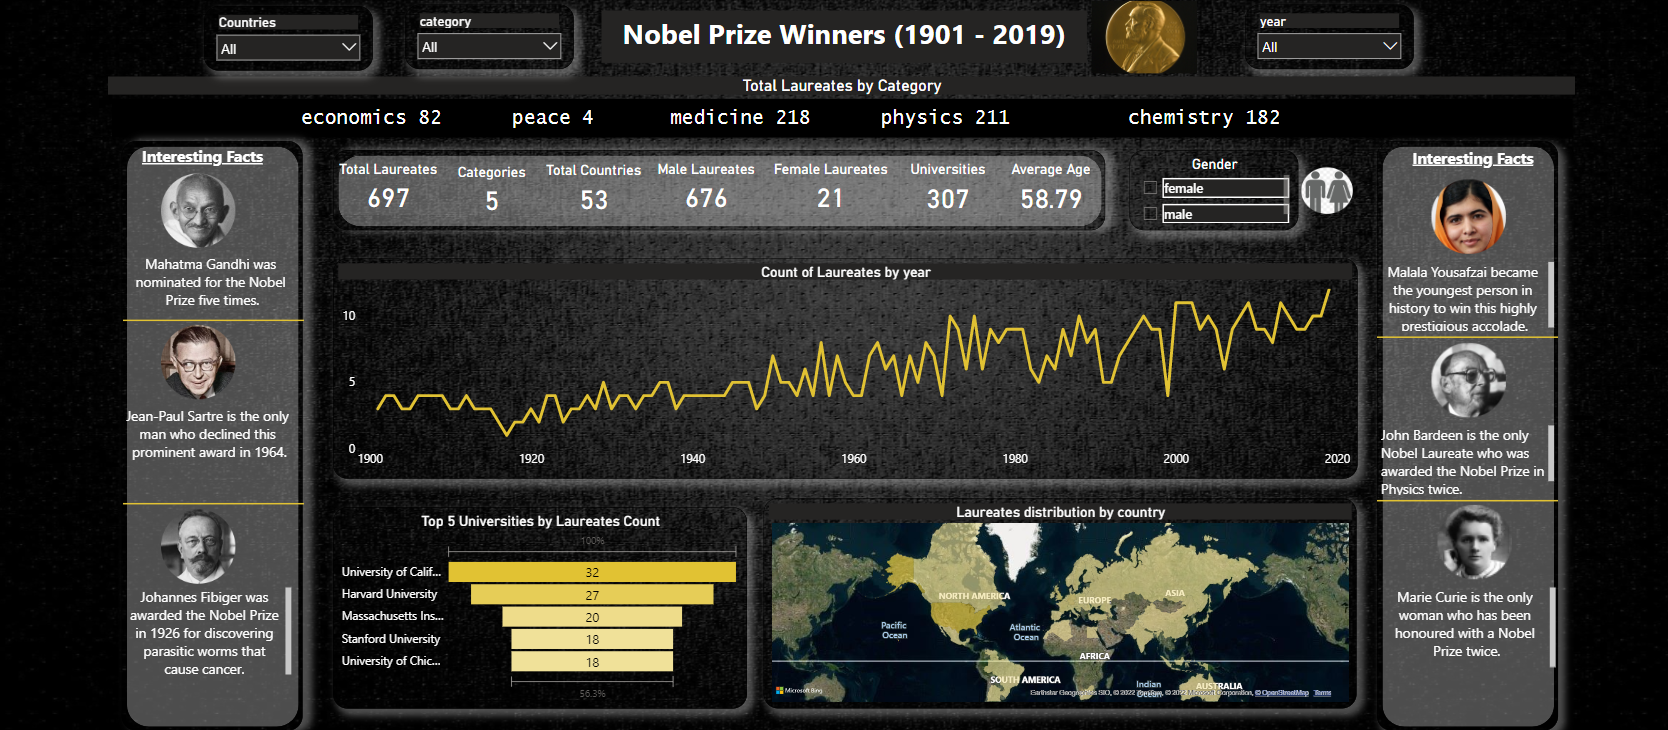 Countries
All
category
All
Nobel Prize Winners (1901 - 2019)
year
All
Total Laureates by Category
economics 82
peace 4
medicine 218
physics 211
chemistry 182
Interesting Facts
Mahatma Gandhi was
nominated for the Nobel
Prize five times.
Jean-Paul Sartre is the only
man who declined this
prominent award in 1964.
Johannes Fibiger was
awarded the Nobel Prize
in 1926 for discovering
parasitic worms that
cause cancer.
Total Laureates
697
Categories
5
Total Countries
53
Male Laureates
676
Female Laureates
21
Universities
307
Average Age
58.79
Gender
female
male
Count of Laureates by year
10
5
0
1900
1920
1940
1960
1980
2000
2020
Top 5 Universities by Laureates Count
100%
University of Calif...
32
Harvard University
27
Massachusetts Ins...
20
Stanford University
18
University of Chic...
18
56.3%
Laureates distribution by country
NORTH AMERICA
EUROPE
ASIA
Pacific
Ocean
Atlantic
Ocean
AFRICA
SOUTH AMERICA
Indian
Ocean
AUSTRALIA
Microsoft Bing
© OpenStreetMap
Terms
Interesting Facts
Malala Yousafzai became
the youngest person in
history to win this highly
prestigious accolade.
John Bardeen is the only
Nobel Laureate who was
awarded the Nobel Prize in
Physics twice.
Marie Curie is the only
woman who has been
honoured with a Nobel
Prize twice.